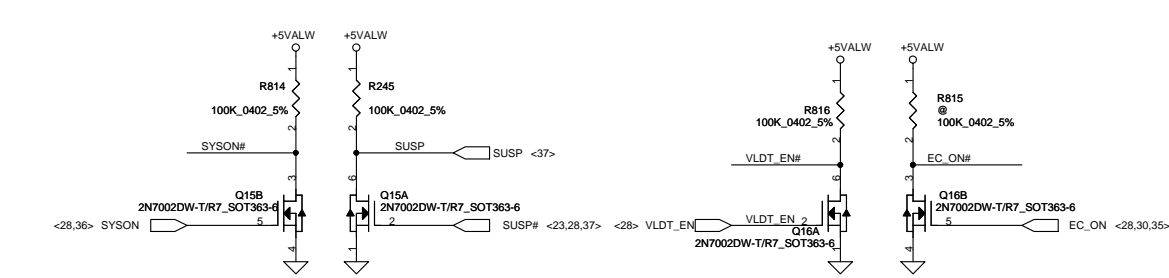 +5VALW
+5VALW
+5VALW
+5VALW
1
1
1
1
R814
100K_0402_5%
R245
100K_0402_5%
R816
100K_0402_5%
R815
@
100K_0402_5%
2
2
2
2
SYSON#
SUSP
SUSP <37>
VLDT_EN#
EC_ON#
3
6
6
3
Q15B
2N7002DW-T/R7_SOT363-6
Q15A
2N7002DW-T/R7_SOT363-6
Q16B
2N7002DW-T/R7_SOT363-6
<28,36> SYSON
5
2
SUSP# <23,28,37>
<28> VLDT_EN
VLDT_EN 2
Q16A
2N7002DW-T/R7_SOT363-6
5
EC_ON <28,30,35>
4
1
1
4